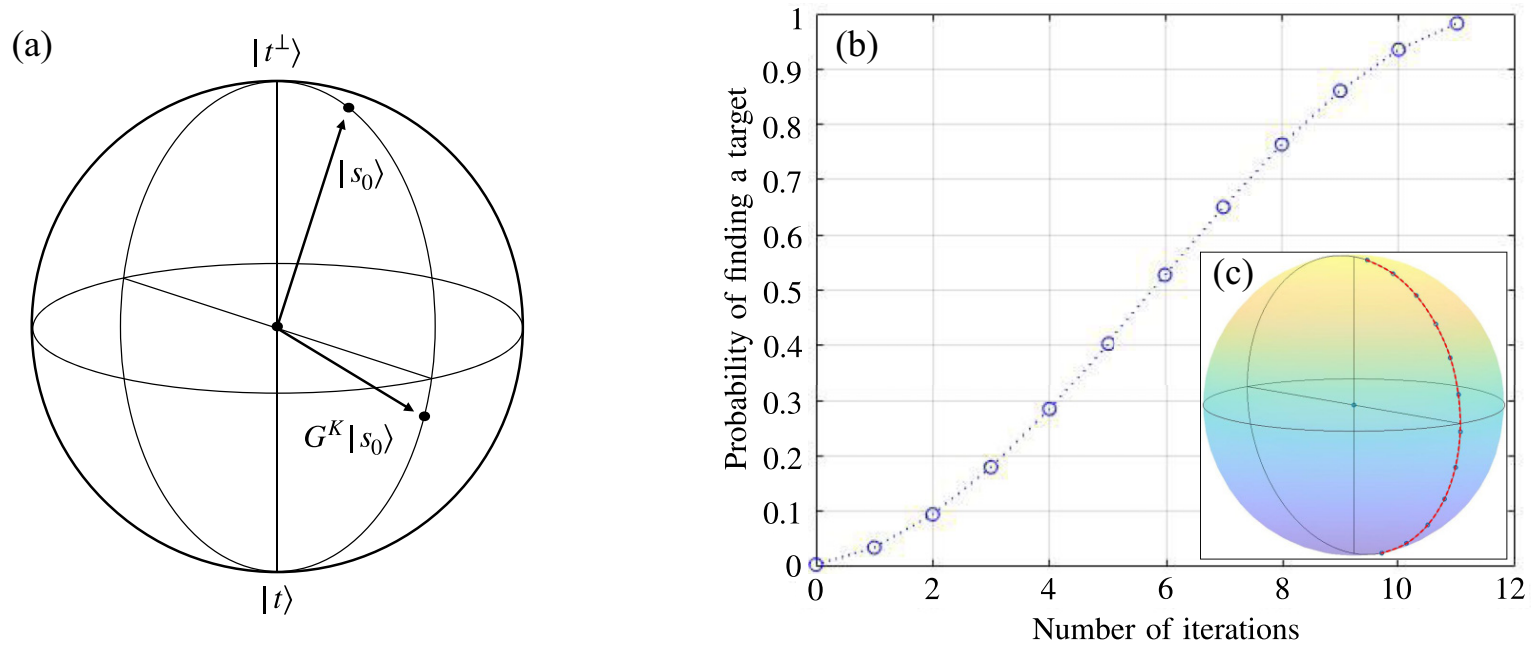 (a)
|t⊥⟩
|s₀⟩
Gᴷ|s₀⟩
|t⟩
(b)
Probability of finding a target
1
0.9
0.8
0.7
0.6
0.5
0.4
0.3
0.2
0.1
0
0 2 4 6 8 10 12
Number of iterations
(c)